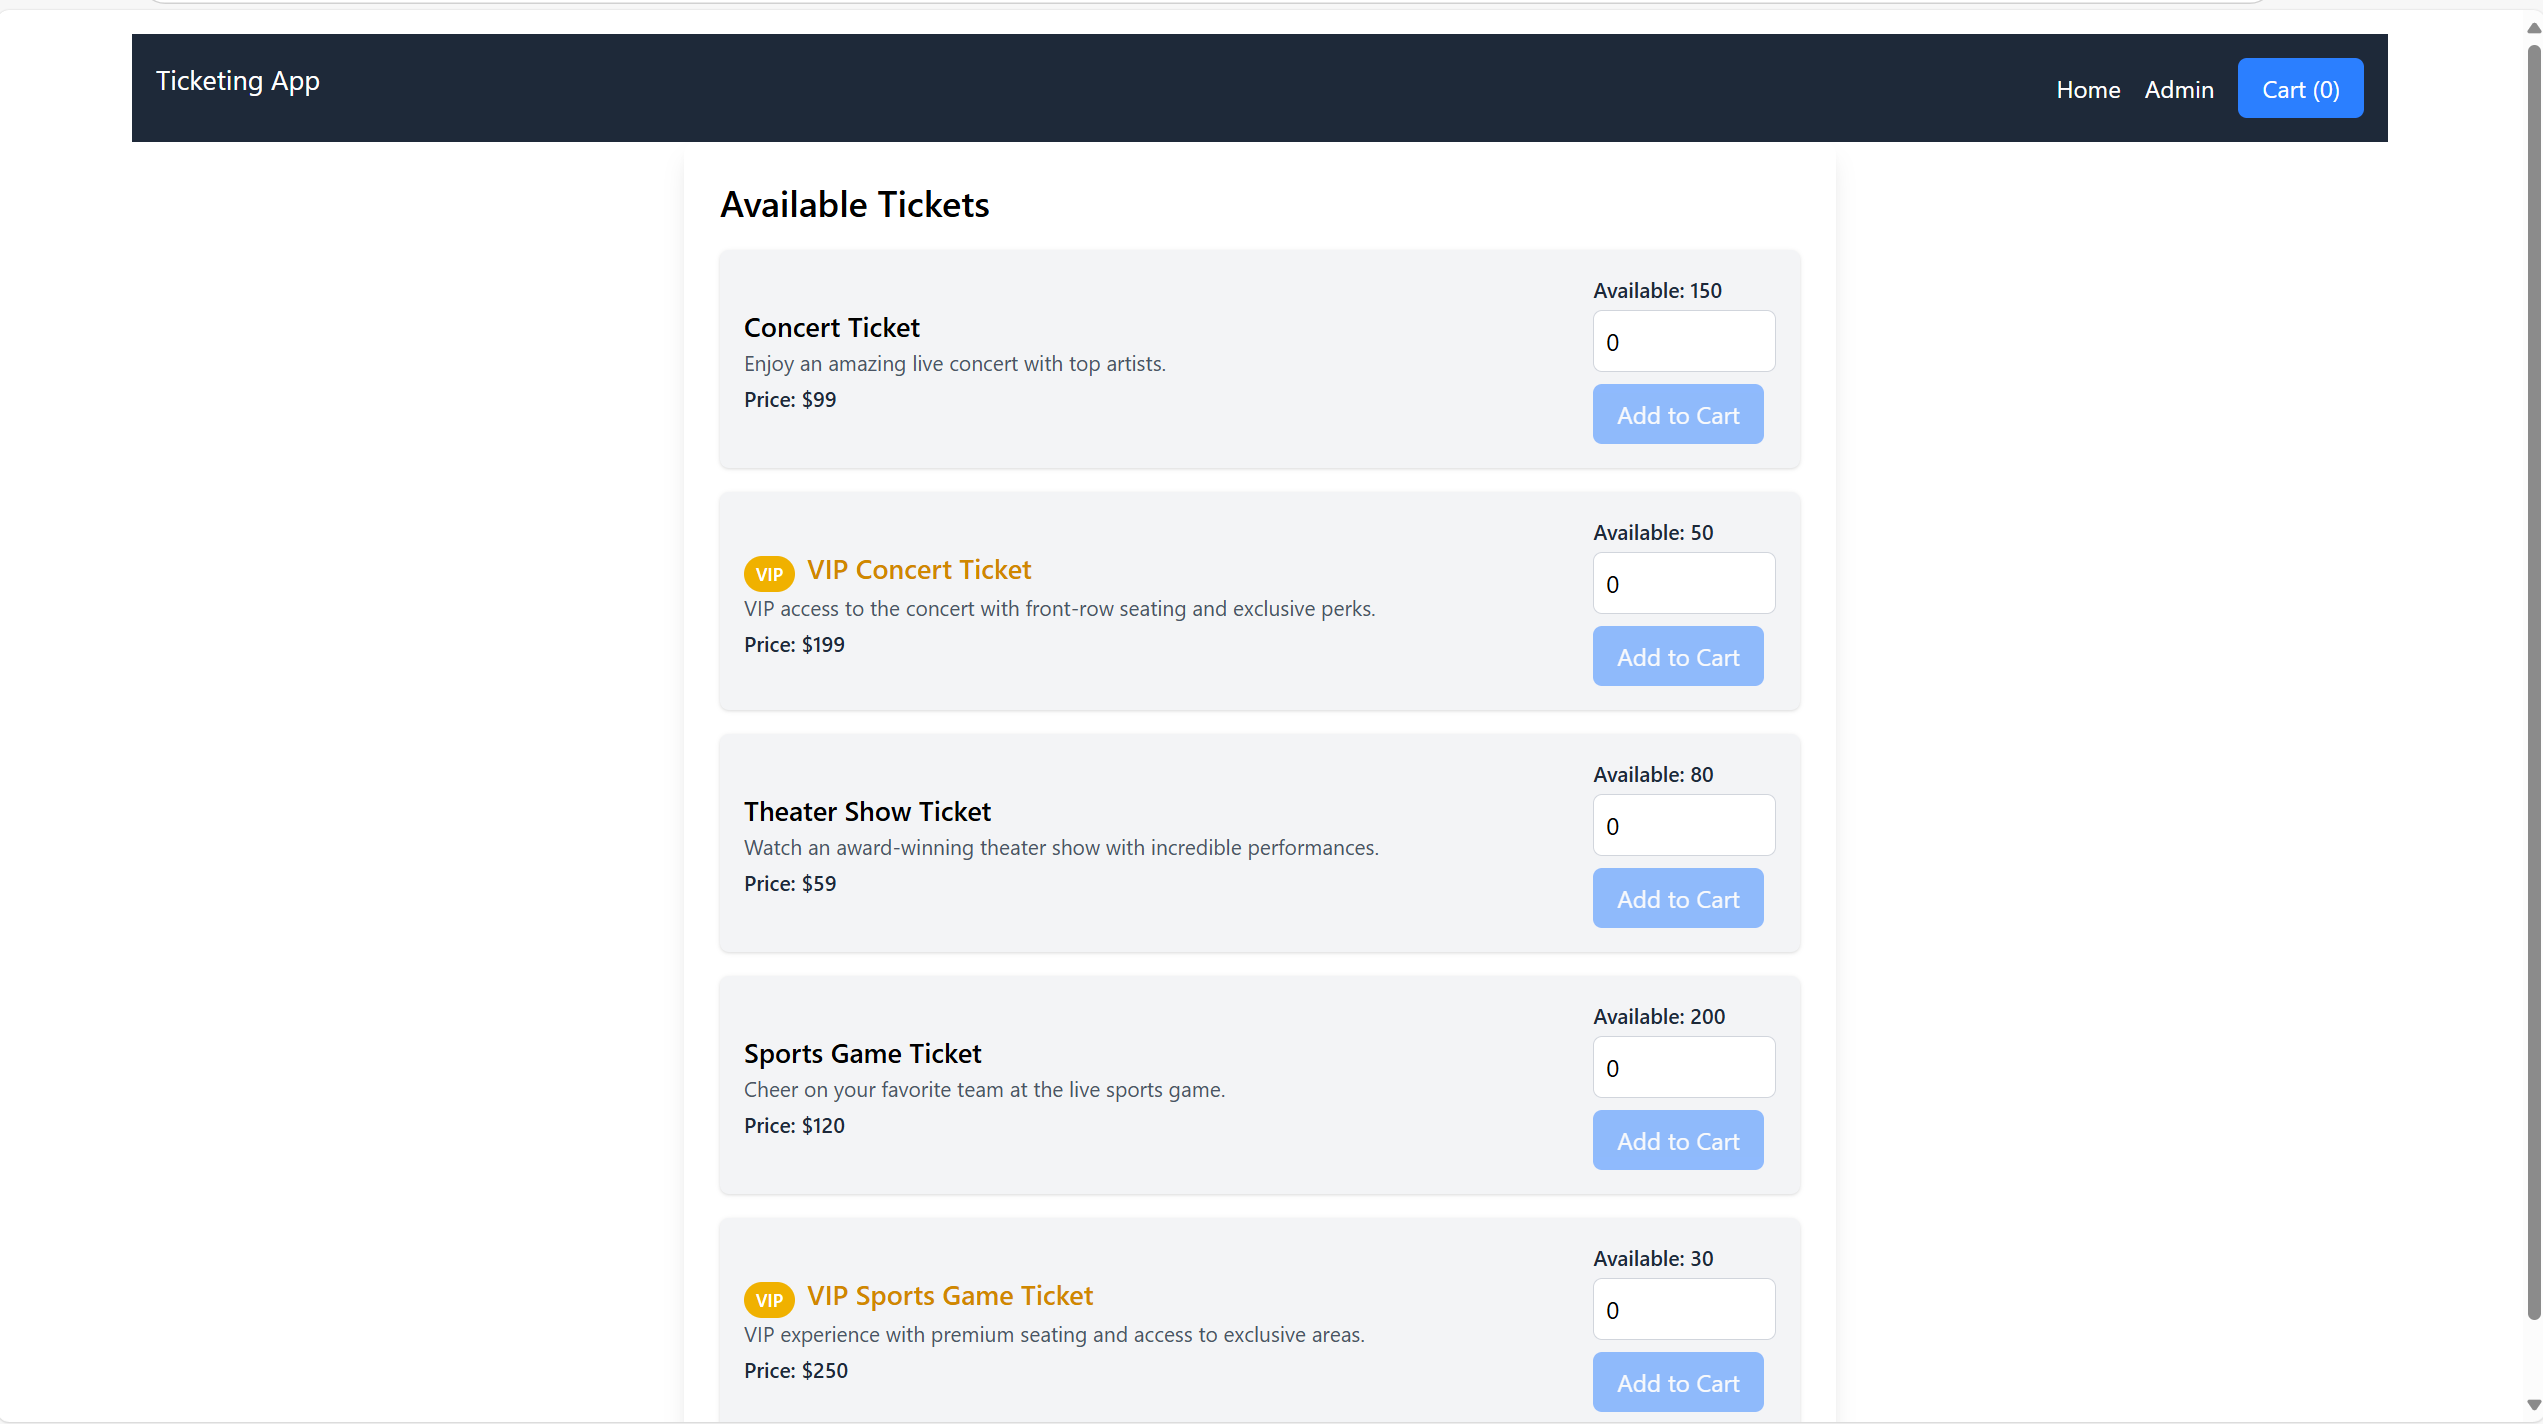 Ticketing App
Home Admin Cart (0)
Available Tickets
Concert Ticket
Enjoy an amazing live concert with top artists.
Price: $99
Available: 150
0
Add to Cart
VIP VIP Concert Ticket
VIP access to the concert with front-row seating and exclusive perks.
Price: $199
Available: 50
0
Add to Cart
Theater Show Ticket
Watch an award-winning theater show with incredible performances.
Price: $59
Available: 80
0
Add to Cart
Sports Game Ticket
Cheer on your favorite team at the live sports game.
Price: $120
Available: 200
0
Add to Cart
VIP VIP Sports Game Ticket
VIP experience with premium seating and access to exclusive areas.
Price: $250
Available: 30
0
Add to Cart